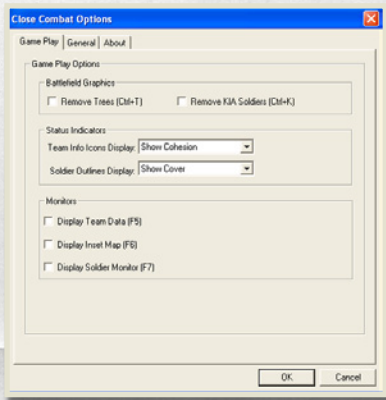 Close Combat Options
Game Play General About
Game Play Options
Battlefield Graphics
Remove Trees (Ctrl+T) Remove KIA Soldiers (Ctrl+K)
Status Indicators
Team Info Icons Display: Show Cohesion
Soldier Outlines Display: Show Cover
Monitors
Display Team Data (F5)
Display Inset Map (F6)
Display Soldier Monitor (F7)
OK Cancel